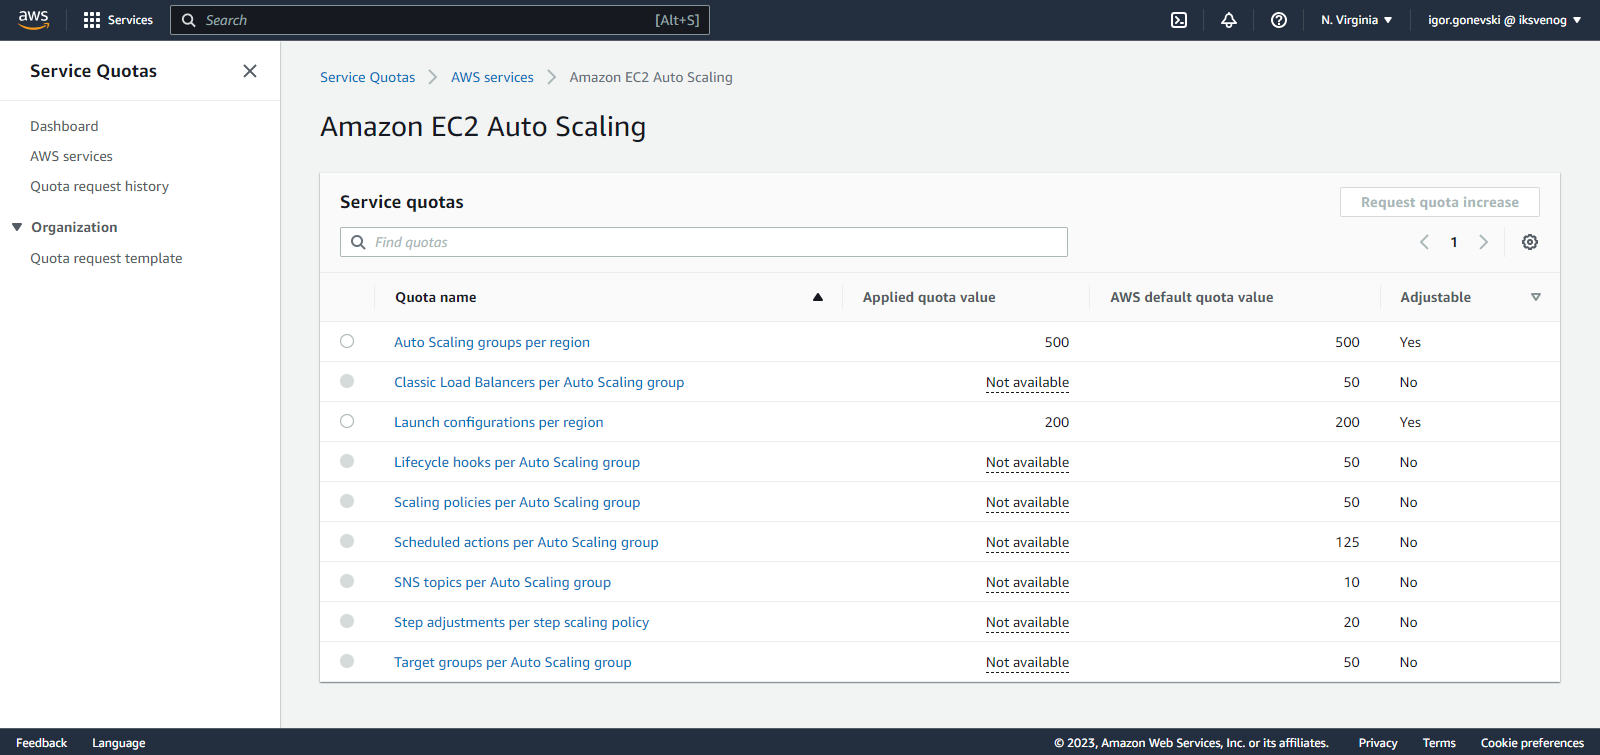 aws Services Search [Alt+S] N. Virginia igor.gonevski @ iksvenog
Service Quotas
Dashboard
AWS services
Quota request history
Organization
Quota request template
Service Quotas AWS services Amazon EC2 Auto Scaling
Amazon EC2 Auto Scaling
Service quotas Request quota increase
Find quotas 1
Quota name Applied quota value AWS default quota value Adjustable
Auto Scaling groups per region 500 500 Yes
Classic Load Balancers per Auto Scaling group Not available 50 No
Launch configurations per region 200 200 Yes
Lifecycle hooks per Auto Scaling group Not available 50 No
Scaling policies per Auto Scaling group Not available 50 No
Scheduled actions per Auto Scaling group Not available 125 No
SNS topics per Auto Scaling group Not available 10 No
Step adjustments per step scaling policy Not available 20 No
Target groups per Auto Scaling group Not available 50 No
Feedback Language © 2023, Amazon Web Services, Inc. or its affiliates. Privacy Terms Cookie preferences